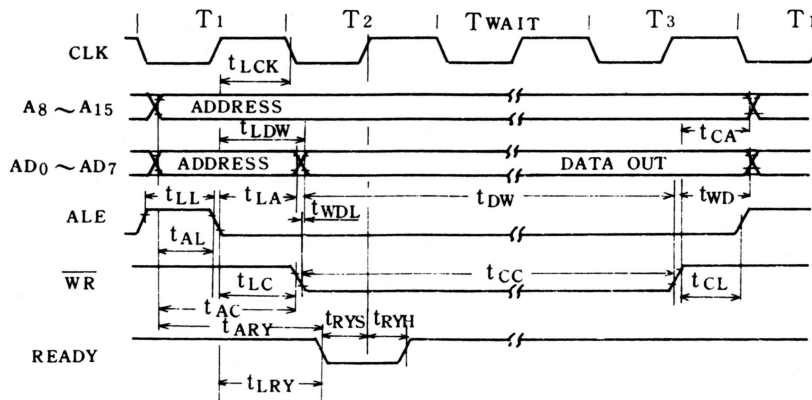 T1 T2 TWAIT T3 T
CLK
tLCK
A8~A15 ADDRESS
tLDW tCA
AD0~AD7 ADDRESS DATA OUT
tLL tLA tDW tWD
tWDL
ALE
tAL
tCC
WR
tLC tCL
tAC
tARY tRYS tRYH
READY
tLRY